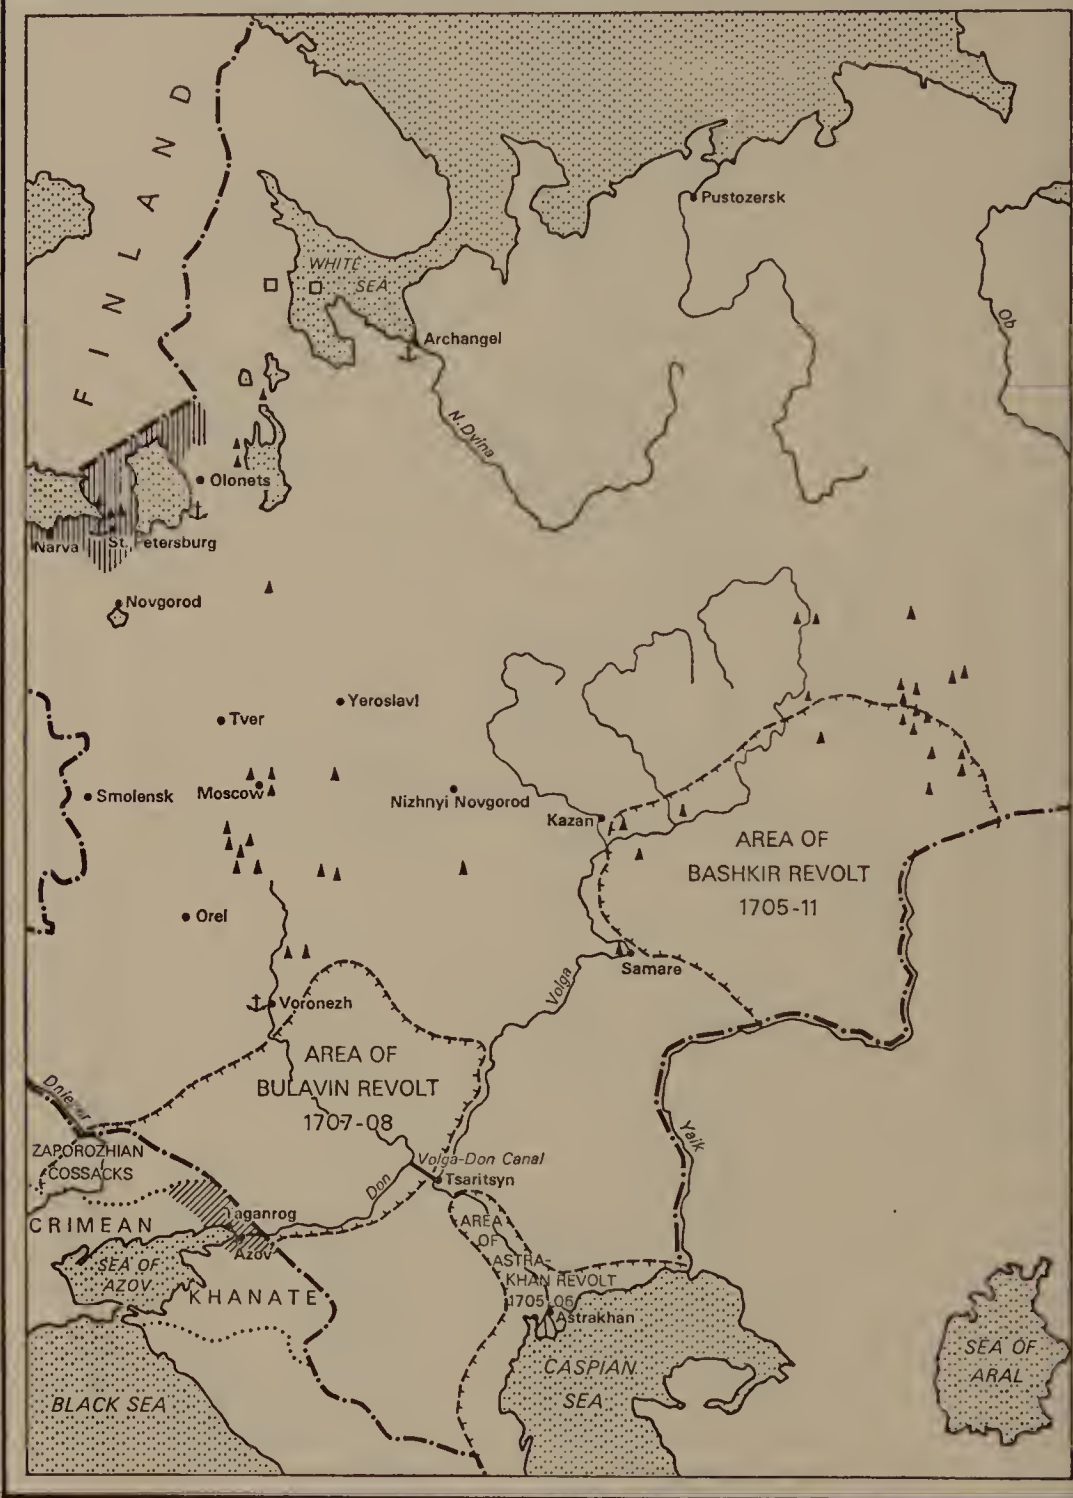 FINLAND
WHITE
SEA
Pustozersk
Ob
Archangel
N.Dvina
Olonets
Narva
St. Petersburg
Novgorod
Yeroslavl
Tver
Smolensk
Moscow
Nizhnyi Novgorod
Kazan
AREA OF
BASHKIR REVOLT
1705-11
Orel
Samare
Volga
Voronezh
AREA OF
BULAVIN REVOLT
1707-08
Dnieper
ZAPOROZHIAN
COSSACKS
Yaik
Volga-Don Canal
Tsaritsyn
Don
CRIMEAN
Taganrog
Azov
SEA OF
AZOV
KHANATE
AREA
OF
ASTRA-
KHAN REVOLT
1705-06
Astrakhan
CASPIAN
SEA
BLACK SEA
SEA OF
ARAL